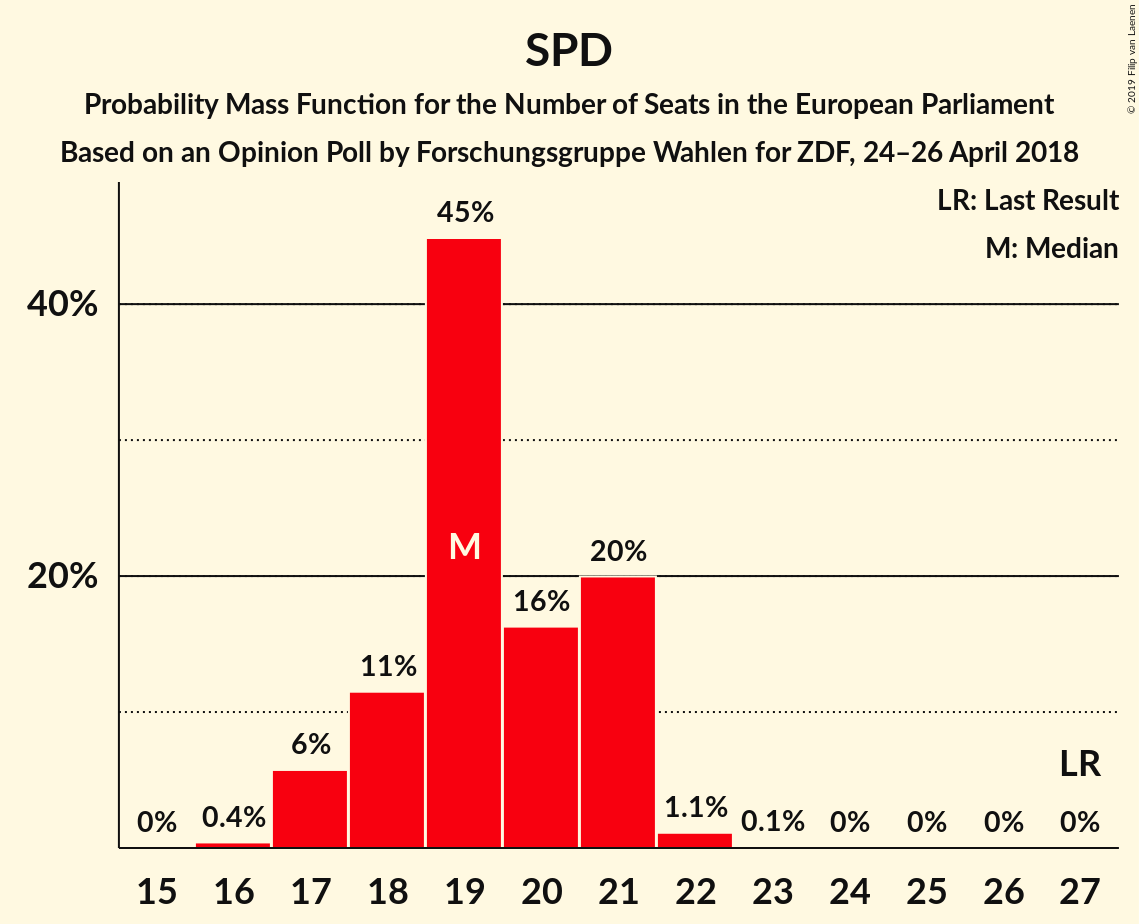 SPD
Probability Mass Function for the Number of Seats in the European Parliament
Based on an Opinion Poll by Forschungsgruppe Wahlen for ZDF, 24–26 April 2018
© 2019 Filip van Laenen
LR: Last Result
M: Median
40%
20%
0%
0.4%
6%
11%
45%
M
16%
20%
1.1%
0.1%
0%
0%
0%
LR
0%
15 16 17 18 19 20 21 22 23 24 25 26 27